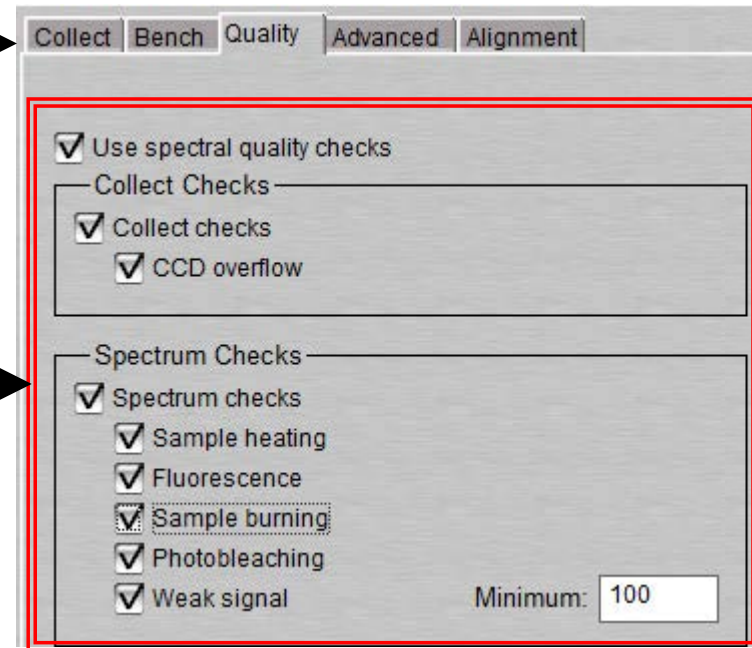 Collect Bench Quality Advanced Alignment
Use spectral quality checks
Collect Checks
Collect checks
CCD overflow
Spectrum Checks
Spectrum checks
Sample heating
Fluorescence
Sample burning
Photobleaching
Weak signal Minimum: 100